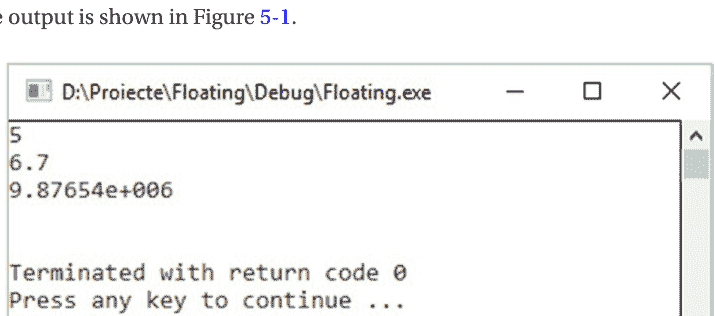 output is shown in Figure 5-1.
D:\Proiecte\Floating\Debug\Floating.exe
5
6.7
9.87654e+006
Terminated with return code 0
Press any key to continue ...